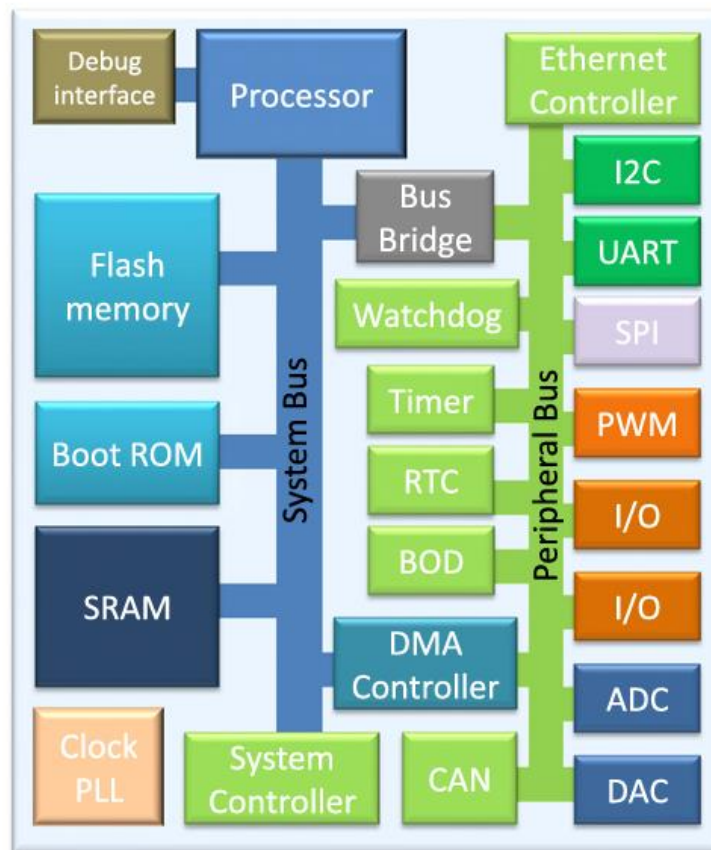 Debug
interface
Processor
Ethernet
Controller
I2C
Bus
Bridge
Flash
memory
UART
Watchdog
SPI
System Bus
Peripheral Bus
Timer
PWM
Boot ROM
RTC
I/O
BOD
SRAM
I/O
DMA
Controller
ADC
Clock
PLL
System
Controller
CAN
DAC